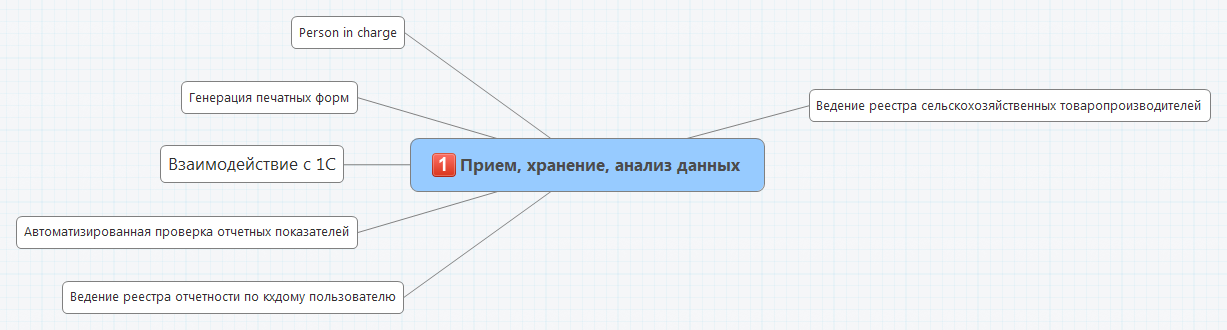 Person in charge
Генерация печатных форм
Ведение реестра сельскохозяйственных товаропроизводителей
Взаимодействие с 1С
1 Прием, хранение, анализ данных
Автоматизированная проверка отчетных показателей
Ведение реестра отчетности по кхдому пользователю